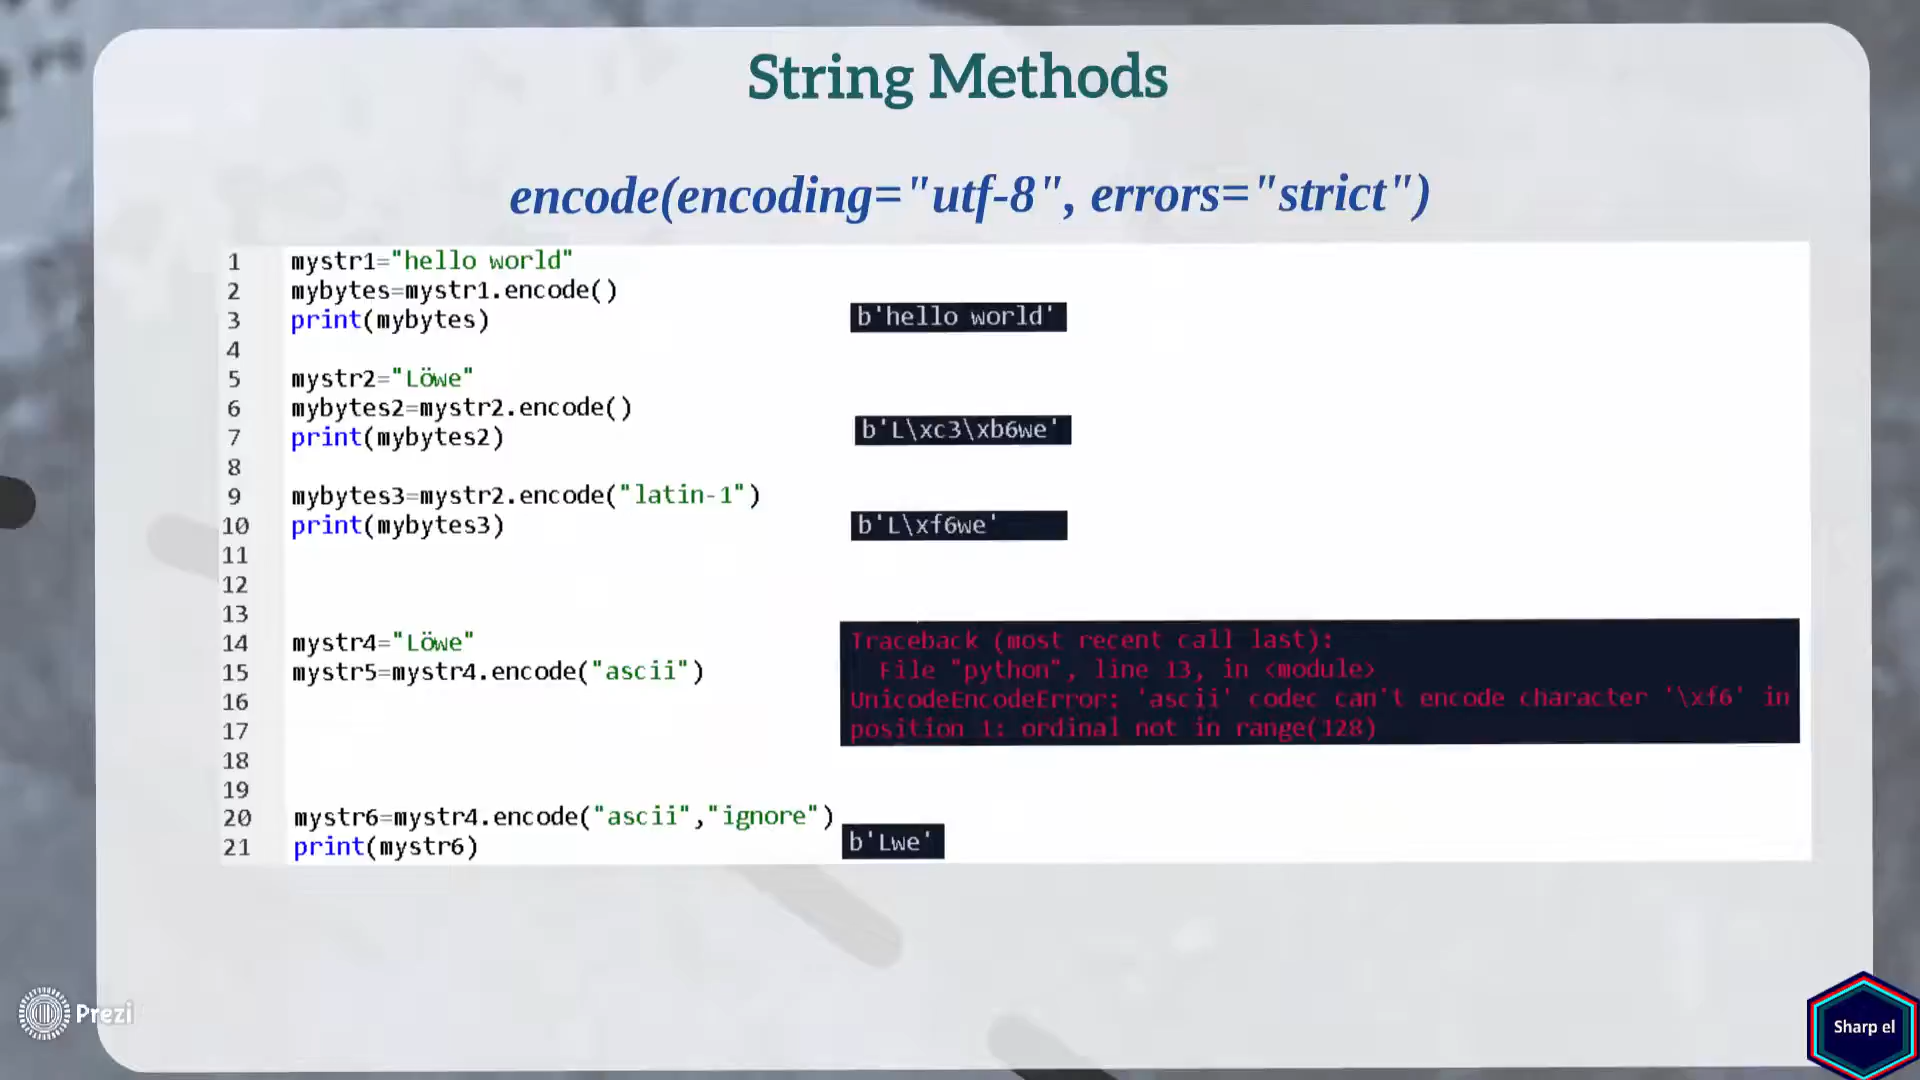 String Methods
encode(encoding="utf-8", errors="strict")
1 mystr1="hello world"
2 mybytes=mystr1.encode()
3 print(mybytes)
b'hello world'
4
5 mystr2="Löwe"
6 mybytes2=mystr2.encode()
7 print(mybytes2)
b'L\xc3\xb6we'
8
9 mybytes3=mystr2.encode("latin-1")
10 print(mybytes3)
b'L\xf6we'
11
12
13
14 mystr4="Löwe"
15 mystr5=mystr4.encode("ascii")
16
17
Traceback (most recent call last):
File "python", line 13, in <module>
UnicodeEncodeError: 'ascii' codec can't encode character '\xf6' in
position 1: ordinal not in range(128)
18
19
20 mystr6=mystr4.encode("ascii","ignore")
21 print(mystr6)
b'Lwe'
Prezi
Sharp el